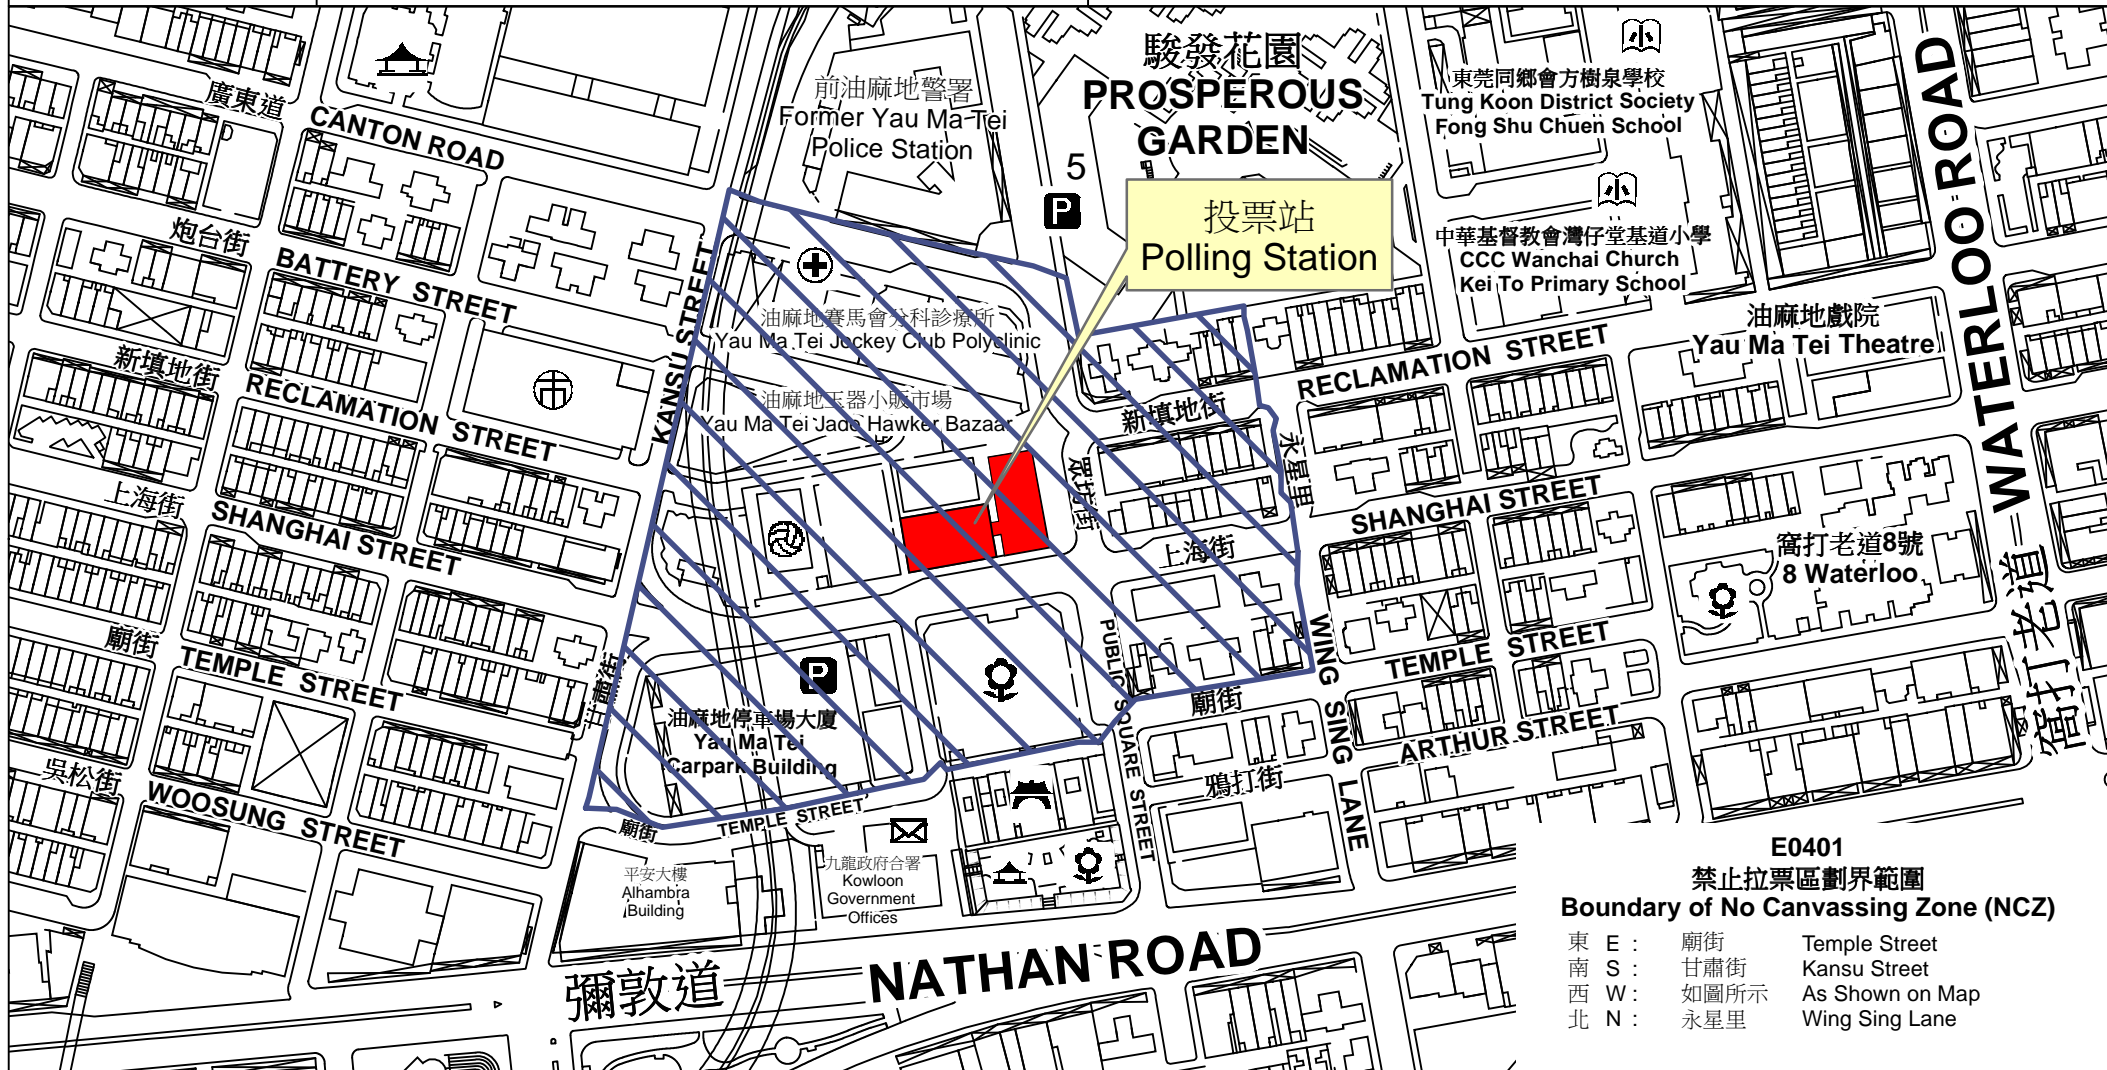 駿發花園
PROSPEROUS
GARDEN
前油麻地警署
Former Yau Ma Tei
Police Station
5
P
小
東莞同鄉會方樹泉學校
Tung Koon District Society
Fong Shu Chuen School
小
中華基督教會灣仔堂基道小學
CCC Wanchai Church
Kei To Primary School
WATERLOO ROAD
窩打老道
廣東道
CANTON ROAD
炮台街
BATTERY STREET
投票站
Polling Station
KANSU STREET
甘肅街
油麻地賽馬會分科診療所
Yau Ma Tei Jockey Club Polyclinic
油麻地玉器小販市場
Yau Ma Tei Jade Hawker Bazaar
油麻地戲院
Yau Ma Tei Theatre
新填地街
RECLAMATION STREET
市
新填地街
RECLAMATION STREET
永星里
眾坊街
上海街
SHANGHAI STREET
上海街
SHANGHAI STREET
窩打老道8號
8 Waterloo
廟街
TEMPLE STREET
P
油麻地停車場大廈
Yau Ma Tei
Carpark Building
PUBLIC SQUARE STREET
WING SING LANE
廟街
TEMPLE STREET
吳松街
WOOSUNG STREET
廟街
TEMPLE STREET
鴉打街
ARTHUR STREET
平安大樓
Alhambra
Building
九龍政府合署
Kowloon
Government
Offices
彌敦道
NATHAN ROAD
E0401
禁止拉票區劃界範圍
Boundary of No Canvassing Zone (NCZ)
東 E : 廟街 Temple Street
南 S : 甘肅街 Kansu Street
西 W : 如圖所示 As Shown on Map
北 N : 永星里 Wing Sing Lane